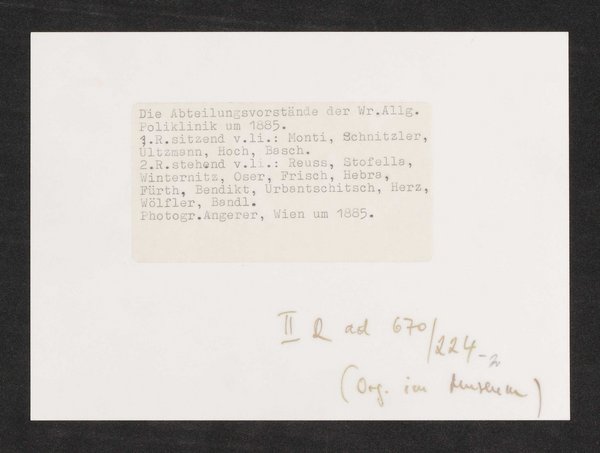 Die Abteilungsvorstände der Wr.Allg.
Poliklinik um 1885.
1.R.sitzend v.li.: Monti, Schnitzler,
Ultzmann, Hoch, Basch.
2.R.stehend v.li.: Reuss, Stofella,
Winternitz, Oser, Frisch, Hebra,
Fürth, Bendikt, Urbantschitsch, Herz,
Wölfler, Bandl.
Photogr.Angerer, Wien um 1885.
II ad 670/224-2
(Org. im Museum)